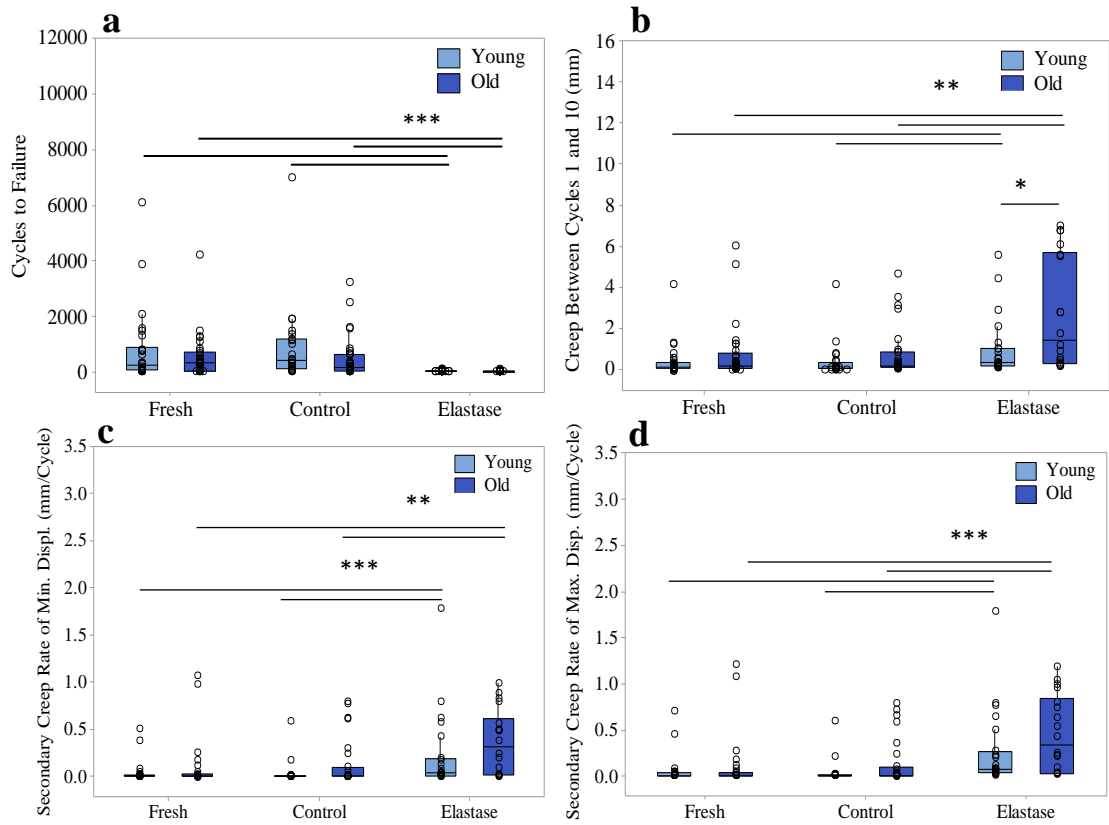 a
Cycles to Failure
12000
10000
8000
6000
4000
2000
0
Young
Old
***
Fresh Control Elastase
b
Creep Between Cycles 1 and 10 (mm)
16
14
12
10
8
6
4
2
0
Young
Old
**
*
Fresh Control Elastase
c
Secondary Creep Rate of Min. Displ. (mm/Cycle)
3.5
3.0
2.5
2.0
1.5
1.0
0.5
0.0
Young
Old
**
***
Fresh Control Elastase
d
Secondary Creep Rate of Max. Disp. (mm/Cycle)
3.5
3.0
2.5
2.0
1.5
1.0
0.5
0.0
Young
Old
***
Fresh Control Elastase